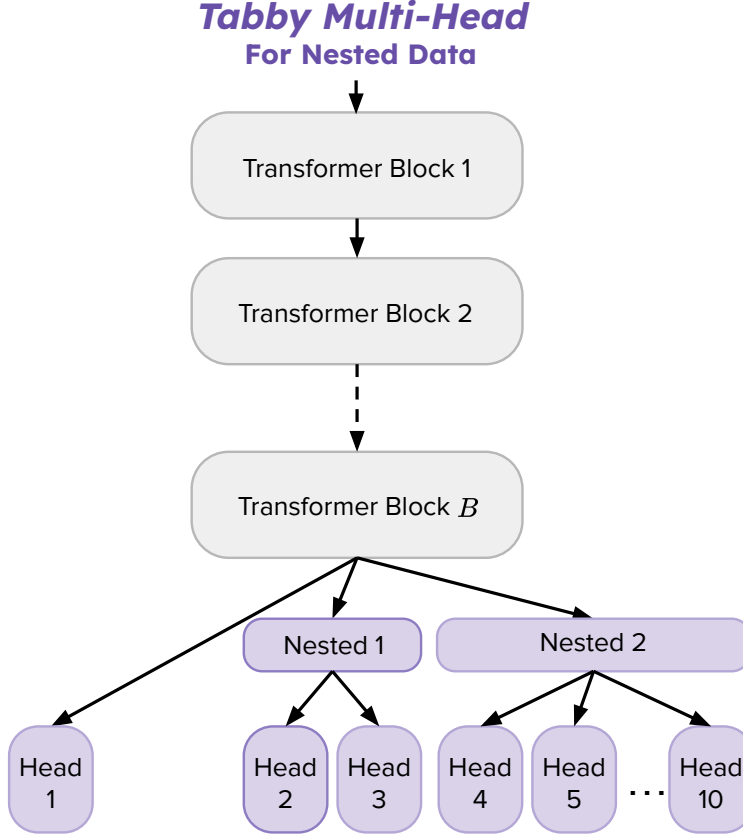 Tabby Multi-Head
For Nested Data
Transformer Block 1
Transformer Block 2
Transformer Block B
Nested 1
Nested 2
Head
1
Head
2
Head
3
Head
4
Head
5
...
Head
10